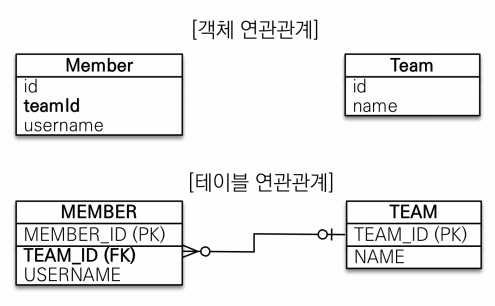 [객체 연관관계]
Member
id
teamId
username
Team
id
name
[테이블 연관관계]
MEMBER
MEMBER_ID (PK)
TEAM_ID (FK)
USERNAME
TEAM
TEAM_ID (PK)
NAME